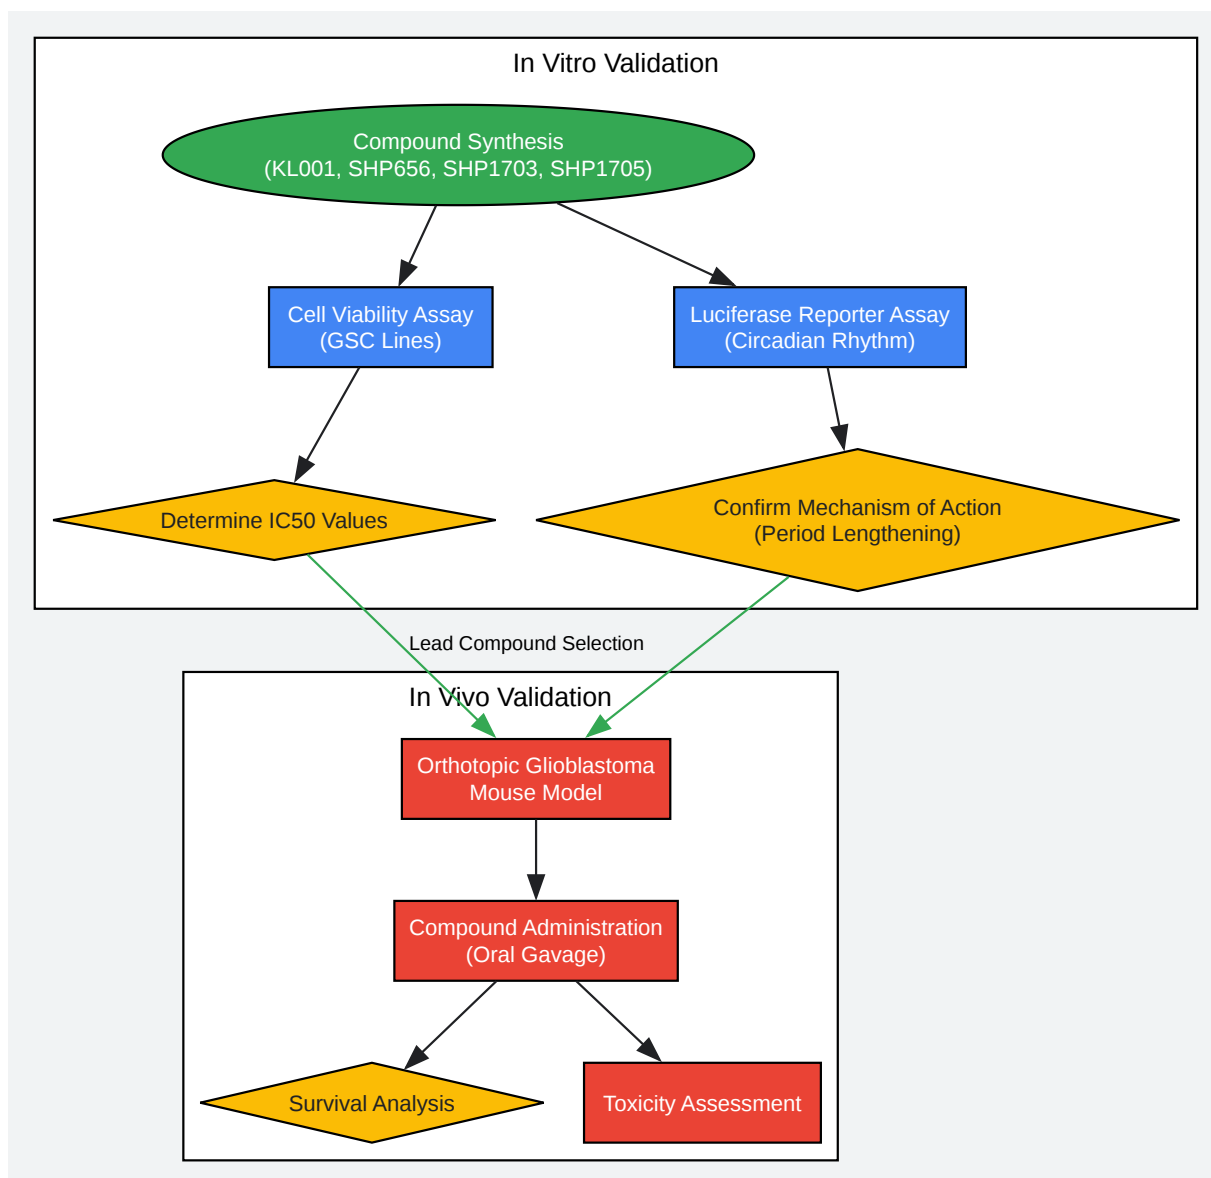 In Vitro Validation
Compound Synthesis
(KL001, SHP656, SHP1703, SHP1705)
Cell Viability Assay
(GSC Lines)
Luciferase Reporter Assay
(Circadian Rhythm)
Determine IC50 Values
Confirm Mechanism of Action
(Period Lengthening)
Lead Compound Selection
In Vivo Validation
Orthotopic Glioblastoma
Mouse Model
Compound Administration
(Oral Gavage)
Survival Analysis
Toxicity Assessment